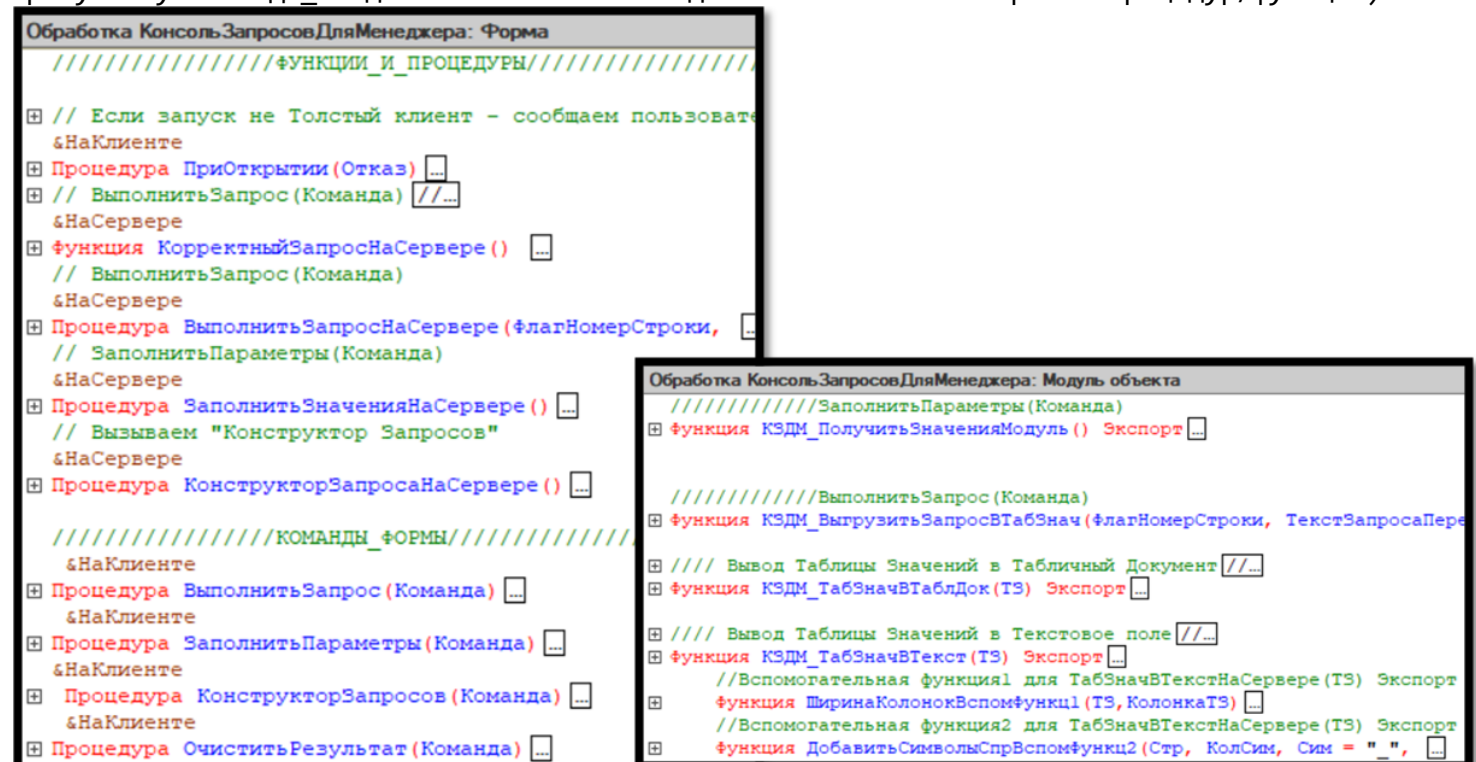 Обработка КонсольЗапросовДляМенеджера: Форма
/////////////////ФУНКЦИИ_И_ПРОЦЕДУРЫ//////////////////
// Если запуск не Толстый клиент - сообщаем
&НаКлиенте
Процедура ПриОткрытии(Отказ) ...
// ВыполнитьЗапрос(Команда) //...
&НаСервере
Функция КорректныйЗапросНаСервере() ...
// ВыполнитьЗапрос(Команда)
&НаСервере
Процедура ВыполнитьЗапросНаСервере(ФлагНомерСтроки,
// ЗаполнитьПараметры(Команда)
&НаСервере
Процедура ЗаполнитьЗначенияНаСервере() ...
// Вызываем "Конструктор Запросов"
&НаСервере
Процедура КонструкторЗапросаНаСервере() ...
/////////////////КОМАНДЫ_ФОРМЫ//////////////
&НаКлиенте
Процедура ВыполнитьЗапрос(Команда) ...
&НаКлиенте
Процедура ЗаполнитьПараметры(Команда) ...
&НаКлиенте
Процедура КонструкторЗапросов(Команда) ...
&НаКлиенте
Процедура ОчиститьРезультат(Команда) ...
Обработка КонсольЗапросовДляМенеджера: Модуль объекта
/////////////ЗаполнитьПараметры(Команда)
Функция КЗДМ_ПолучитьЗначенияМодуль() Экспорт ...
/////////////ВыполнитьЗапрос(Команда)
Функция КЗДМ_ВыгрузитьЗапросВТабЗнач(ФлагНомерСтроки, ТекстЗапросаПере
//// Вывод Таблицы Значений в Табличный Документ //...
Функция КЗДМ_ТабЗначВТаблДок(ТЗ) Экспорт ...
//// Вывод Таблицы Значений в Текстовое поле //...
Функция КЗДМ_ТабЗначВТекст(ТЗ) Экспорт ...
//Вспомогательная функция1 для ТабЗначВТекстНаСервере(ТЗ) Экспорт
Функция ШиринаКолонокВспомФункц1(ТЗ,КолонкаТЗ) ...
//Вспомогательная функция2 для ТабЗначВТекстНаСервере(ТЗ) Экспорт
Функция ДобавитьСимволыСпрВспомФункц2(Стр, КолСим, Сим = "_", ...